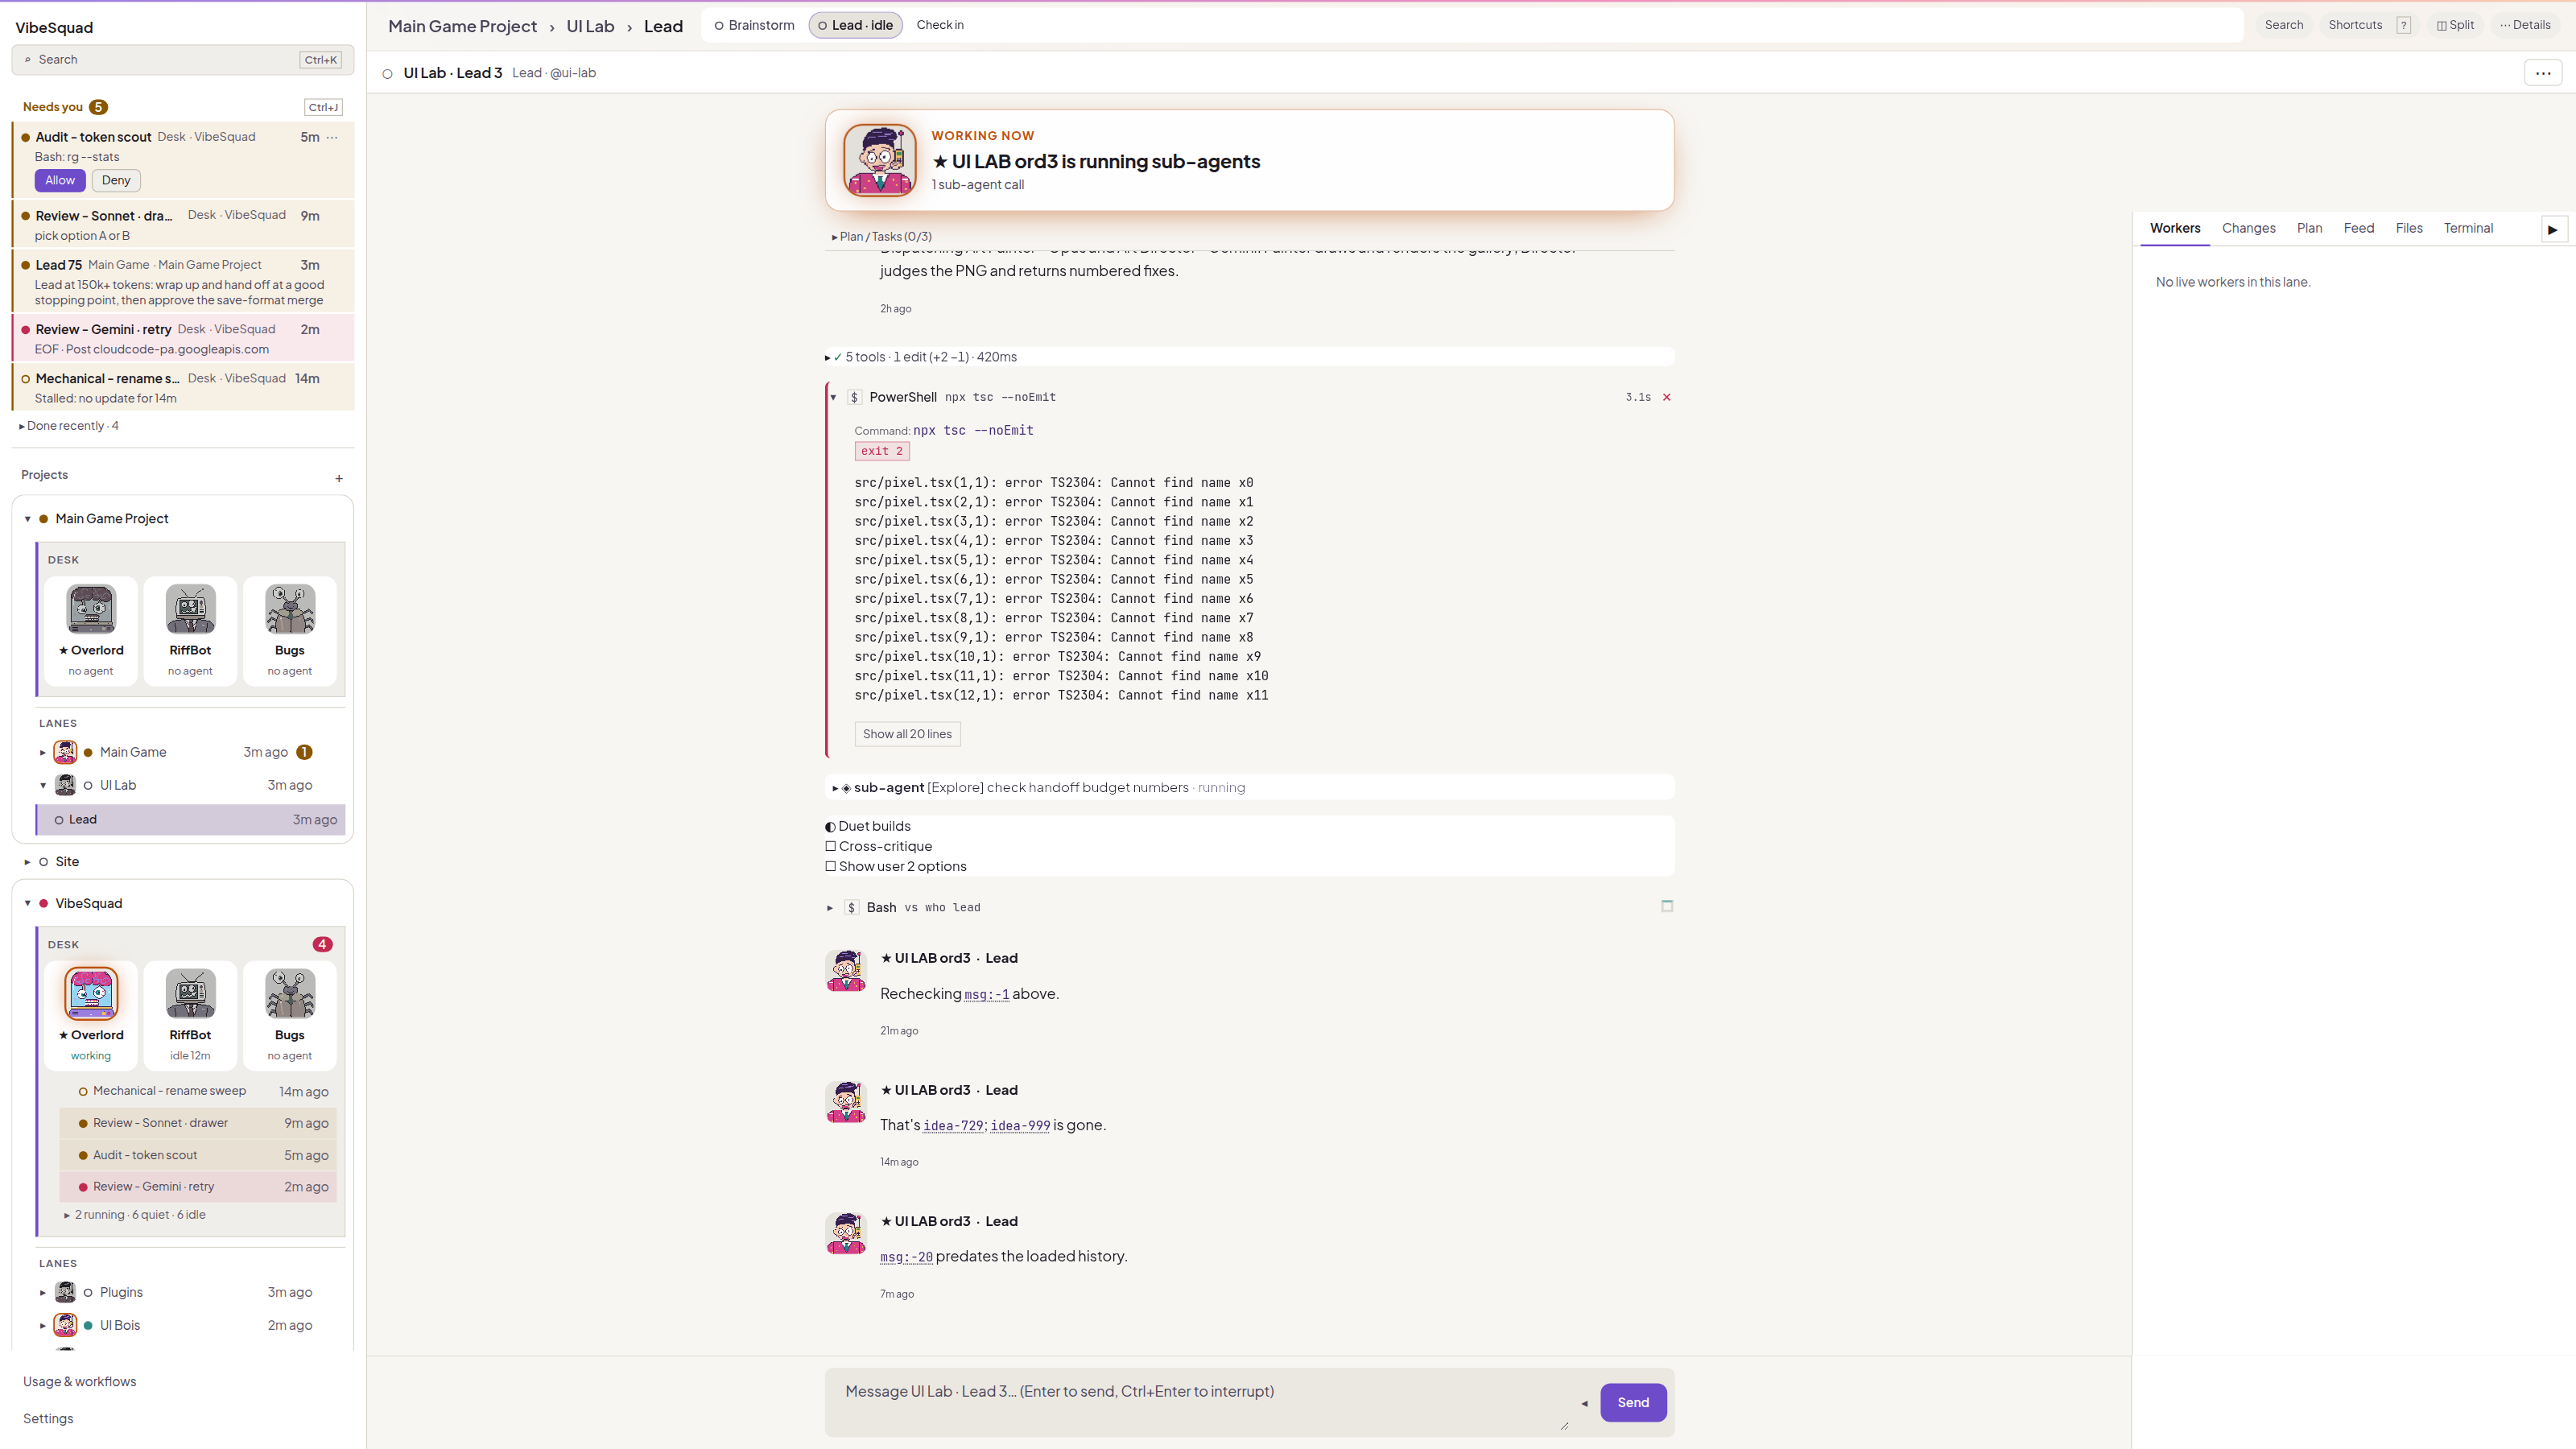 VibeSquad
Search Ctrl+K
Needs you 5 Ctrl+J
Audit - token scout Desk · VibeSquad 5m ···
Bash: rg --stats
Allow Deny
Review - Sonnet · dra… Desk · VibeSquad 9m
pick option A or B
Lead 75 Main Game · Main Game Project 3m
Lead at 150k+ tokens: wrap up and hand off at a good
stopping point, then approve the save-format merge
Review - Gemini · retry Desk · VibeSquad 2m
EOF · Post cloudcode-pa.googleapis.com
Mechanical - rename s… Desk · VibeSquad 14m
Stalled: no update for 14m
▸ Done recently · 4
Projects +
▾ Main Game Project
DESK
★ Overlord RiffBot Bugs
no agent no agent no agent
LANES
▸ Main Game 3m ago 1
▾ UI Lab 3m ago
Lead 3m ago
▸ Site
▾ VibeSquad
DESK 4
★ Overlord RiffBot Bugs
working idle 12m no agent
Mechanical - rename sweep 14m ago
Review - Sonnet · drawer 9m ago
Audit - token scout 5m ago
Review - Gemini · retry 2m ago
▸ 2 running · 6 quiet · 6 idle
LANES
▸ Plugins 3m ago
▸ UI Bois 2m ago
Usage & workflows
Settings
Main Game Project › UI Lab › Lead Brainstorm Lead · idle Check in Search Shortcuts ? Split ··· Details
UI Lab · Lead 3 Lead · @ui-lab ···
WORKING NOW
★ UI LAB ord3 is running sub-agents
1 sub-agent call
▸ Plan / Tasks (0/3)
Dispatching Art Painter - Opus and Art Director - Gemini. Painter draws and renders the gallery; Director
judges the PNG and returns numbered fixes.
2h ago
▸ ✓ 5 tools · 1 edit (+2 −1) · 420ms
▾ $ PowerShell npx tsc --noEmit 3.1s ✕
Command: npx tsc --noEmit
exit 2
src/pixel.tsx(1,1): error TS2304: Cannot find name x0
src/pixel.tsx(2,1): error TS2304: Cannot find name x1
src/pixel.tsx(3,1): error TS2304: Cannot find name x2
src/pixel.tsx(4,1): error TS2304: Cannot find name x3
src/pixel.tsx(5,1): error TS2304: Cannot find name x4
src/pixel.tsx(6,1): error TS2304: Cannot find name x5
src/pixel.tsx(7,1): error TS2304: Cannot find name x6
src/pixel.tsx(8,1): error TS2304: Cannot find name x7
src/pixel.tsx(9,1): error TS2304: Cannot find name x8
src/pixel.tsx(10,1): error TS2304: Cannot find name x9
src/pixel.tsx(11,1): error TS2304: Cannot find name x10
src/pixel.tsx(12,1): error TS2304: Cannot find name x11
Show all 20 lines
▸ ◈ sub-agent [Explore] check handoff budget numbers · running
◐ Duet builds
☐ Cross-critique
☐ Show user 2 options
▸ $ Bash vs who lead
★ UI LAB ord3 · Lead
Rechecking msg:-1 above.
21m ago
★ UI LAB ord3 · Lead
That's idea-729; idea-999 is gone.
14m ago
★ UI LAB ord3 · Lead
msg:-20 predates the loaded history.
7m ago
Message UI Lab · Lead 3… (Enter to send, Ctrl+Enter to interrupt) ◂ Send
Workers Changes Plan Feed Files Terminal ▶
No live workers in this lane.